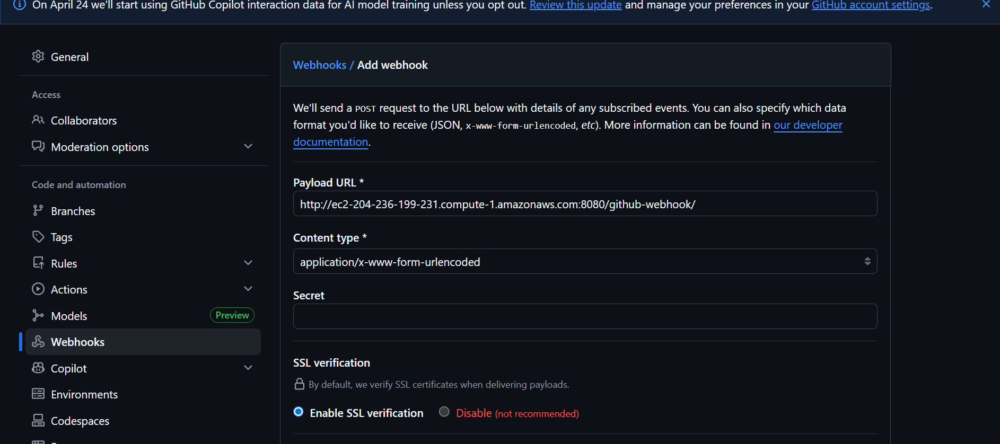 On April 24 we'll start using GitHub Copilot interaction data for AI model training unless you opt out. Review this update and manage your preferences in your GitHub account settings.
General
Access
Collaborators
Moderation options
Code and automation
Branches
Tags
Rules
Actions
Models Preview
Webhooks
Copilot
Environments
Codespaces
Webhooks / Add webhook
We'll send a POST request to the URL below with details of any subscribed events. You can also specify which data
format you'd like to receive (JSON, x-www-form-urlencoded, etc). More information can be found in our developer
documentation.
Payload URL *
http://ec2-204-236-199-231.compute-1.amazonaws.com:8080/github-webhook/
Content type *
application/x-www-form-urlencoded
Secret
SSL verification
By default, we verify SSL certificates when delivering payloads.
Enable SSL verification Disable (not recommended)